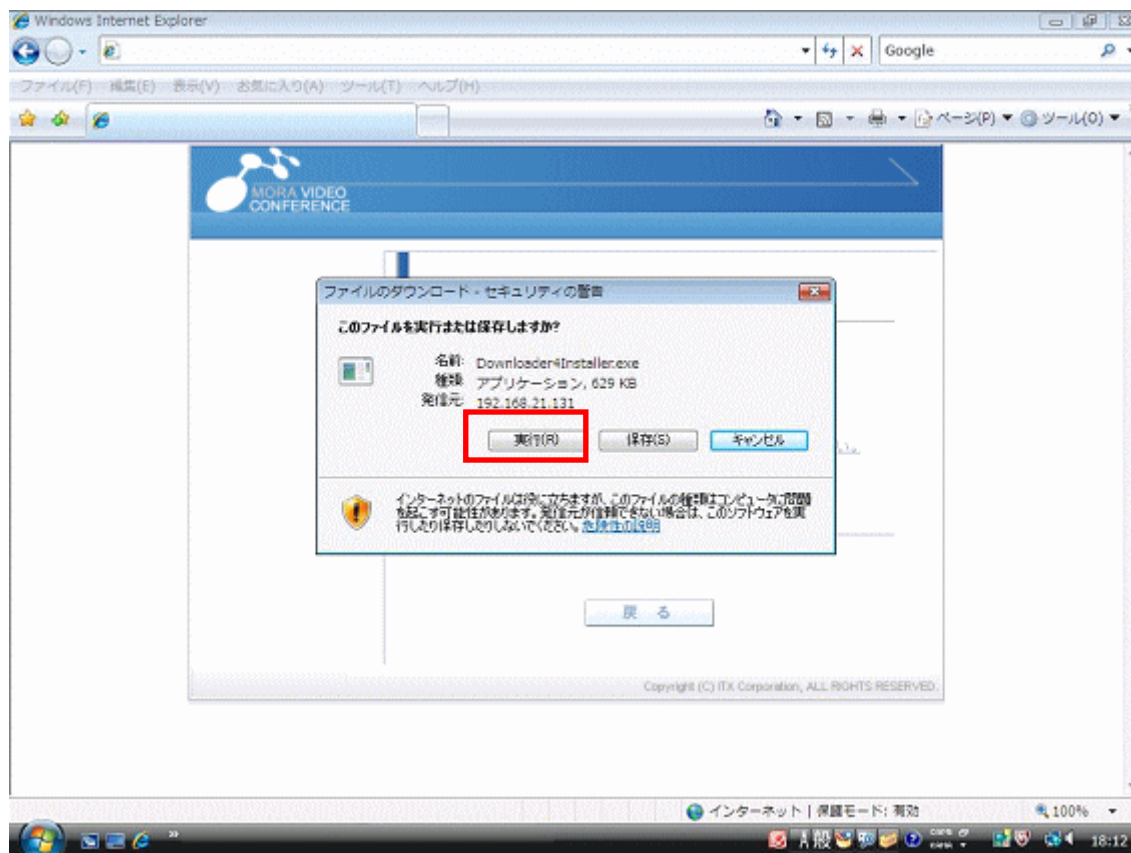 Windows Internet Explorer
Google
ファイル(F) 編集(E) 表示(V) お気に入り(A) ツール(T) ヘルプ(H)
ページ(P) ツール(O)
MORA VIDEO
CONFERENCE
ファイルのダウンロード - セキュリティの警告
このファイルを実行または保存しますか?
名前: Downloader4Installer.exe
種類: アプリケーション, 629 KB
発信元: 192.168.21.131
実行(R) 保存(S) キャンセル
インターネットのファイルは役に立ちますが、このファイルの種類はコンピュータに問題
を起こす可能性があります。発信元が信頼できない場合は、このソフトウェアを実
行したり保存したりしないでください。危険性の説明
戻 る
Copyright (C) ITX Corporation, ALL RIGHTS RESERVED.
インターネット | 保護モード: 有効 100%
A 般 18:12